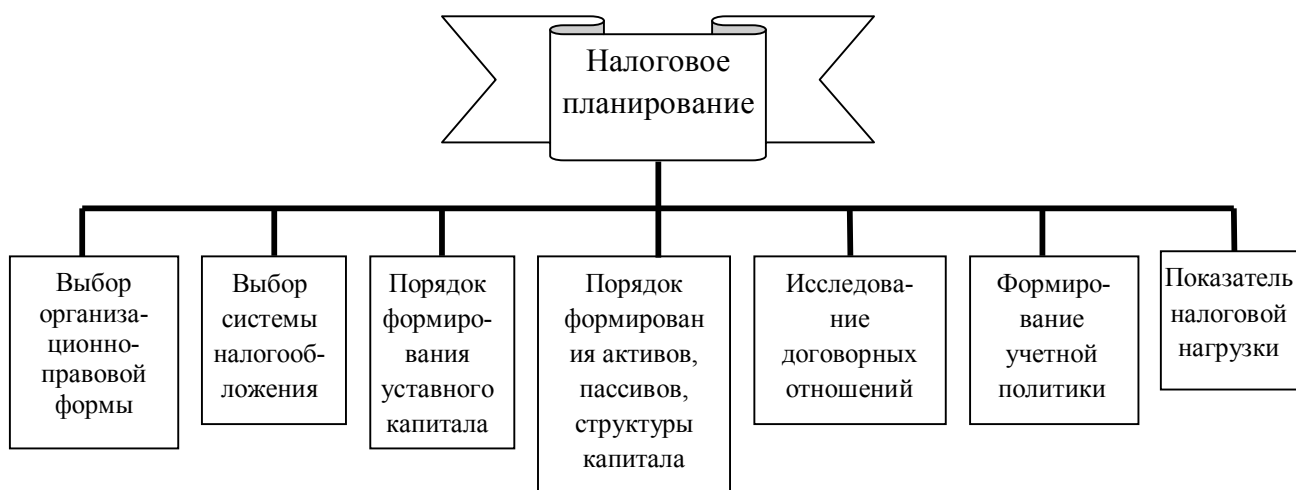 Налоговое
планирование
Выбор
организа-
ционно-
правовой
формы
Выбор
системы
налогооб-
ложения
Порядок
формиро-
вания
уставного
капитала
Порядок
формирован
ия активов,
пассивов,
структуры
капитала
Исследова-
ние
договорных
отношений
Формиро-
вание
учетной
политики
Показатель
налоговой
нагрузки